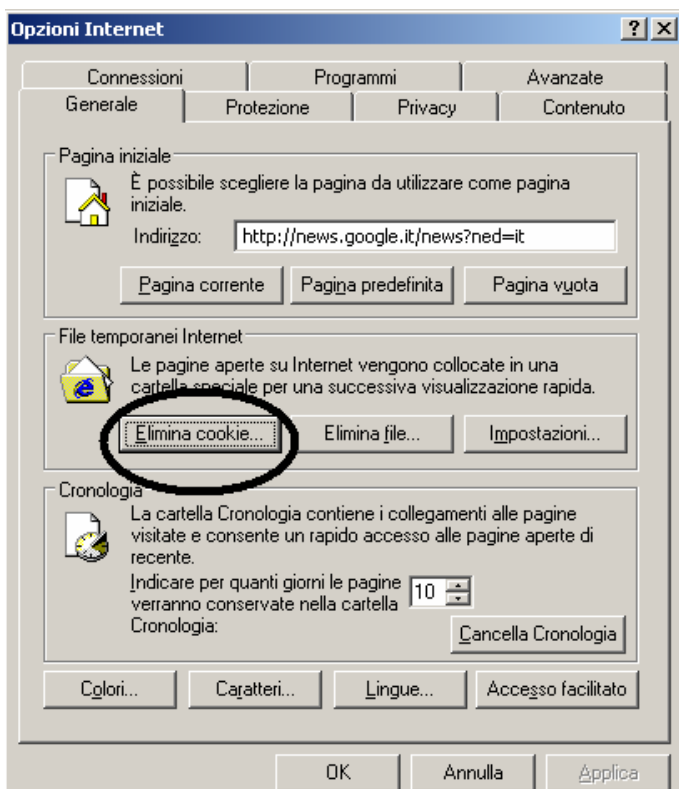 Opzioni Internet
Connessioni Programmi Avanzate
Generale Protezione Privacy Contenuto
Pagina iniziale
È possibile scegliere la pagina da utilizzare come pagina
iniziale.
Indirizzo: http://news.google.it/news?ned=it
Pagina corrente Pagina predefinita Pagina vuota
File temporanei Internet
Le pagine aperte su Internet vengono collocate in una
cartella speciale per una successiva visualizzazione rapida.
Elimina cookie... Elimina file... Impostazioni...
Cronologia
La cartella Cronologia contiene i collegamenti alle pagine
visitate e consente un rapido accesso alle pagine aperte di
recente.
Indicare per quanti giorni le pagine 10
verranno conservate nella cartella
Cronologia:
Cancella Cronologia
Colori... Caratteri... Lingue... Accesso facilitato
OK Annulla Applica